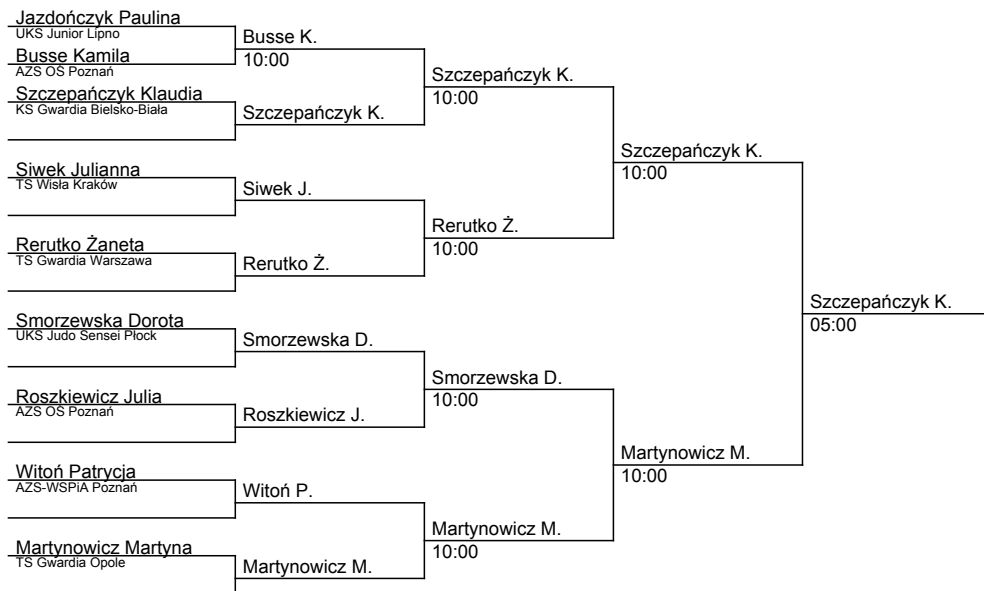 Jazdończyk Paulina
UKS Junior Lipno
Busse Kamila
AZS OŚ Poznań
Szczepańczyk Klaudia
KS Gwardia Bielsko-Biała
Siwek Julianna
TS Wisła Kraków
Rerutko Żaneta
TS Gwardia Warszawa
Smorzewska Dorota
UKS Judo Sensei Płock
Roszkiewicz Julia
AZS OŚ Poznań
Witoń Patrycja
AZS-WSPiA Poznań
Martynowicz Martyna
TS Gwardia Opole
Busse K.
10:00
Szczepańczyk K.
Siwek J.
Rerutko Ż.
Smorzewska D.
Roszkiewicz J.
Witoń P.
Martynowicz M.
Szczepańczyk K.
10:00
Rerutko Ż.
10:00
Smorzewska D.
10:00
Martynowicz M.
10:00
Szczepańczyk K.
10:00
Martynowicz M.
10:00
Szczepańczyk K.
05:00